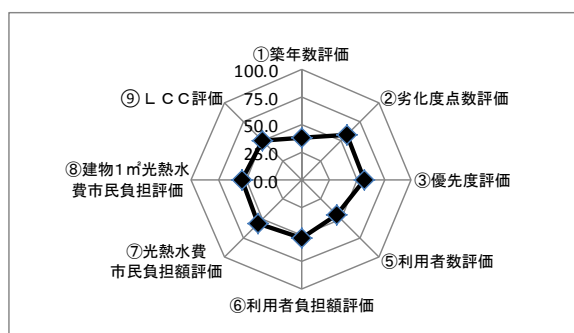 ①築年数評価
100.0
75.0
50.0
25.0
0.0
②劣化度点数評価
③優先度評価
⑤利用者数評価
⑥利用者負担額評価
⑦光熱水費
市民負担額評価
⑧建物1㎡光熱水
費市民負担評価
⑨ＬＣＣ評価